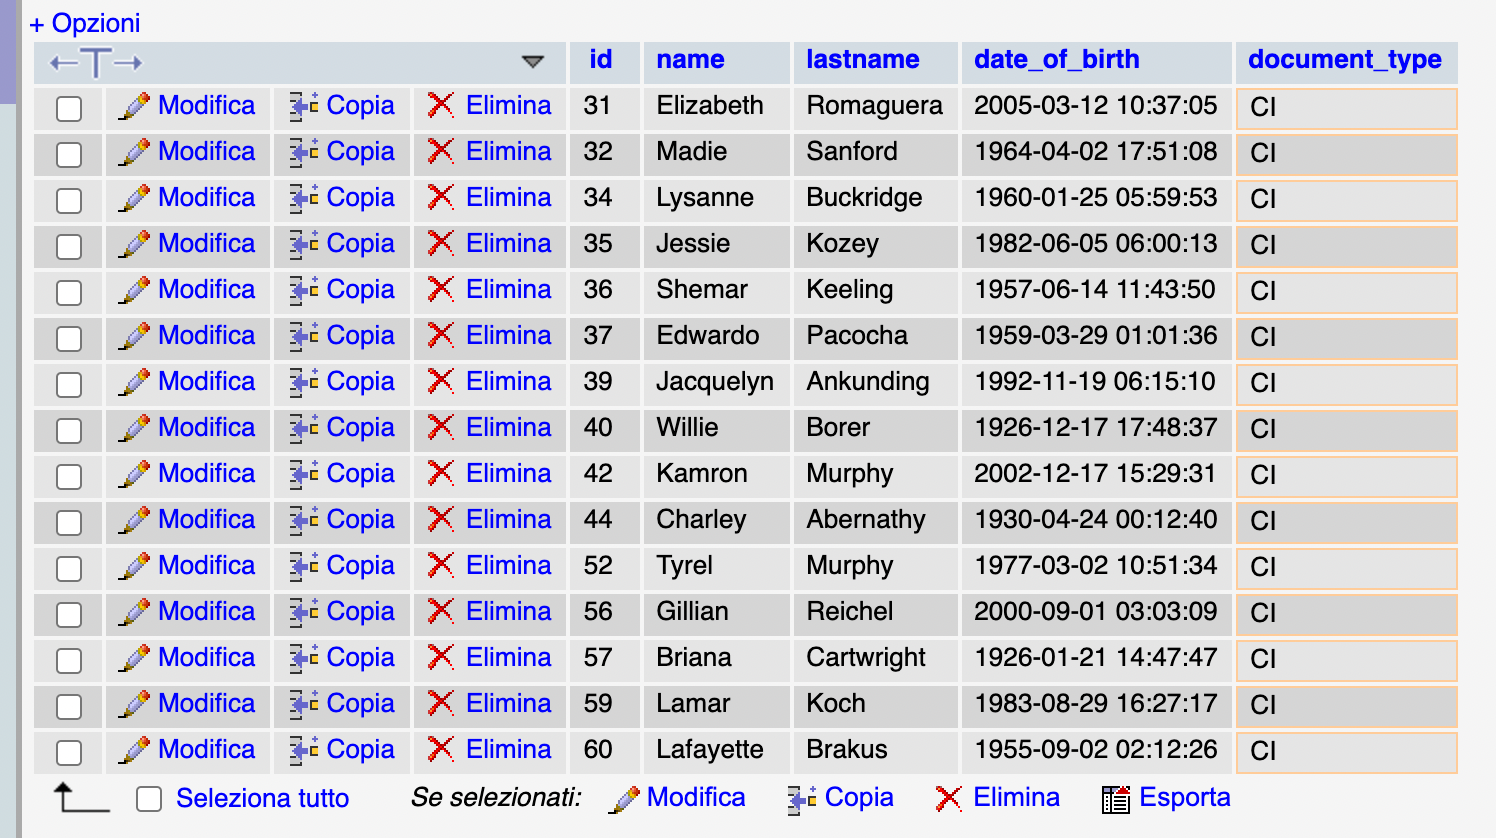 + Opzioni
id name lastname date_of_birth document_type
Modifica Copia Elimina 31 Elizabeth Romaguera 2005-03-12 10:37:05 CI
Modifica Copia Elimina 32 Madie Sanford 1964-04-02 17:51:08 CI
Modifica Copia Elimina 34 Lysanne Buckridge 1960-01-25 05:59:53 CI
Modifica Copia Elimina 35 Jessie Kozey 1982-06-05 06:00:13 CI
Modifica Copia Elimina 36 Shemar Keeling 1957-06-14 11:43:50 CI
Modifica Copia Elimina 37 Edwardo Pacocha 1959-03-29 01:01:36 CI
Modifica Copia Elimina 39 Jacquelyn Ankunding 1992-11-19 06:15:10 CI
Modifica Copia Elimina 40 Willie Borer 1926-12-17 17:48:37 CI
Modifica Copia Elimina 42 Kamron Murphy 2002-12-17 15:29:31 CI
Modifica Copia Elimina 44 Charley Abernathy 1930-04-24 00:12:40 CI
Modifica Copia Elimina 52 Tyrel Murphy 1977-03-02 10:51:34 CI
Modifica Copia Elimina 56 Gillian Reichel 2000-09-01 03:03:09 CI
Modifica Copia Elimina 57 Briana Cartwright 1926-01-21 14:47:47 CI
Modifica Copia Elimina 59 Lamar Koch 1983-08-29 16:27:17 CI
Modifica Copia Elimina 60 Lafayette Brakus 1955-09-02 02:12:26 CI
Seleziona tutto Se selezionati: Modifica Copia Elimina Esporta